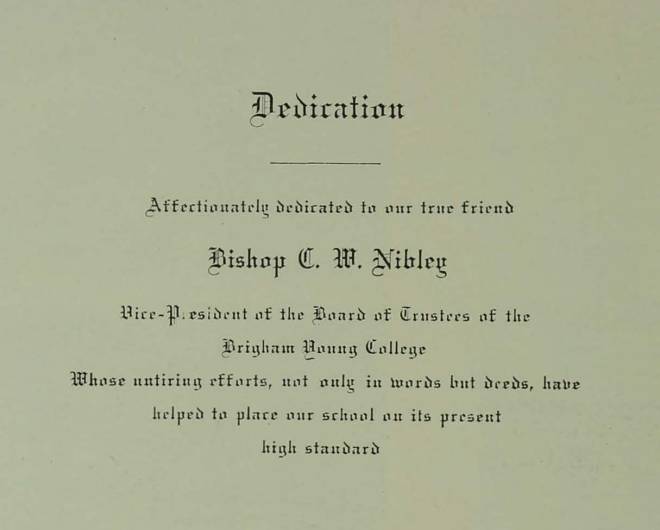 Dedication
Affectionately dedicated to our true friend
Bishop C. W. Nibley
Vice-President of the Board of Trustees of the
Brigham Young College
Whose untiring efforts, not only in words but deeds, have
helped to place our school on its present
high standard